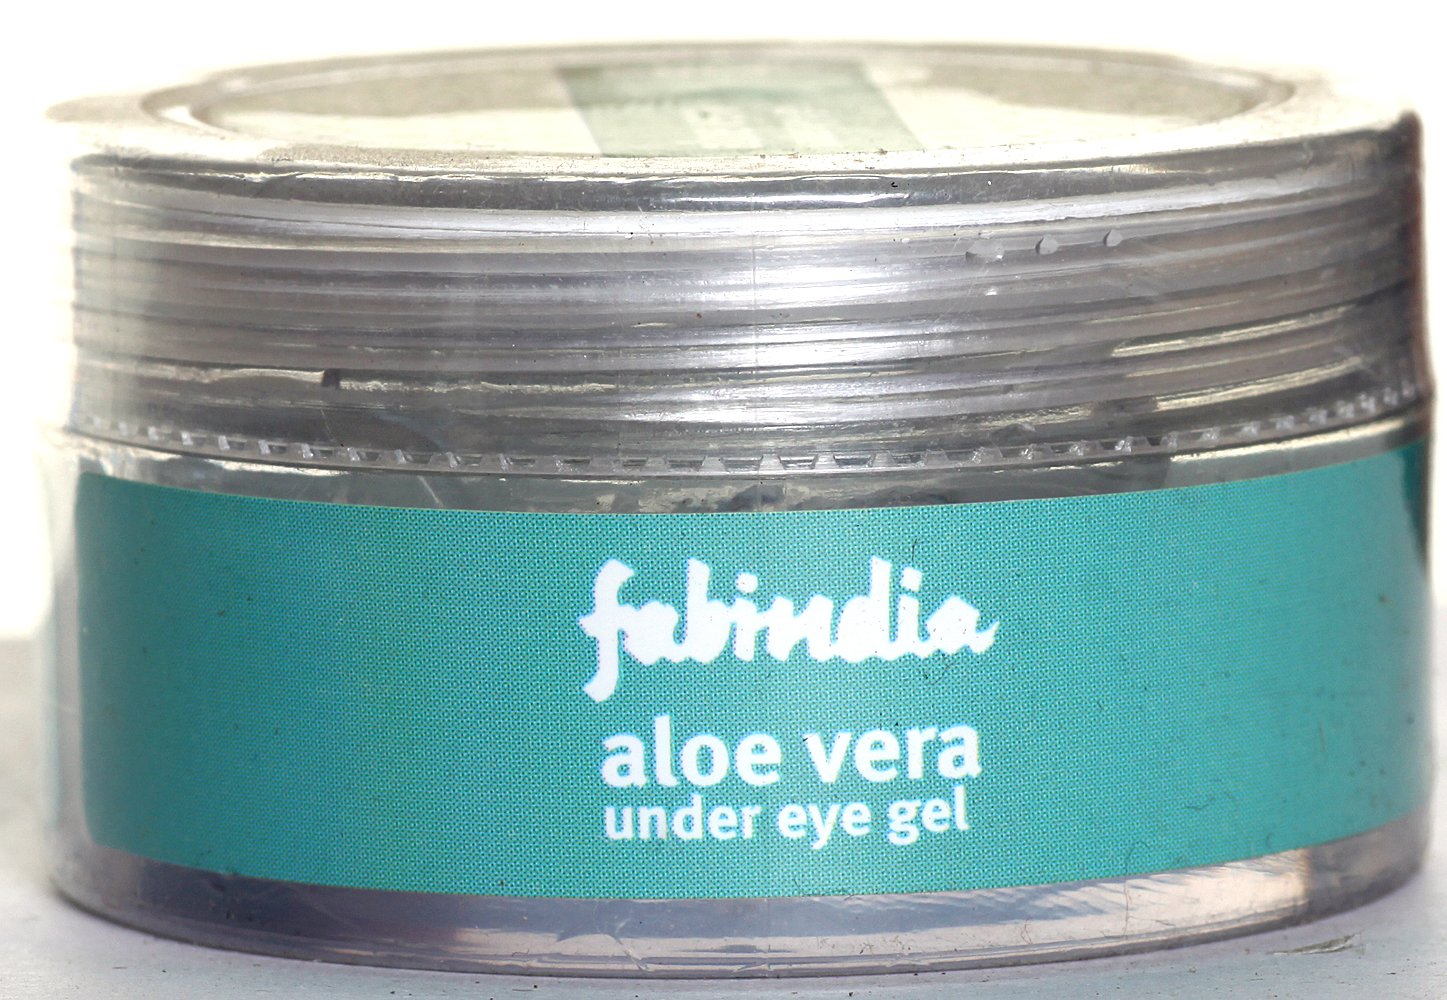 fabindia
aloe vera
under eye gel